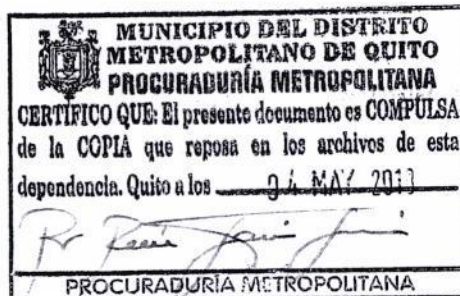 MUNICIPIO DEL DISTRITO
METROPOLITANO DE QUITO
PROCURADURÍA METROPOLITANA
CERTIFICO QUE: El presente documento es COMPULSA
de la COPIA que reposa en los archivos de esta
dependencia. Quito a los 04 MAY 2013
PROCURADURÍA METROPOLITANA